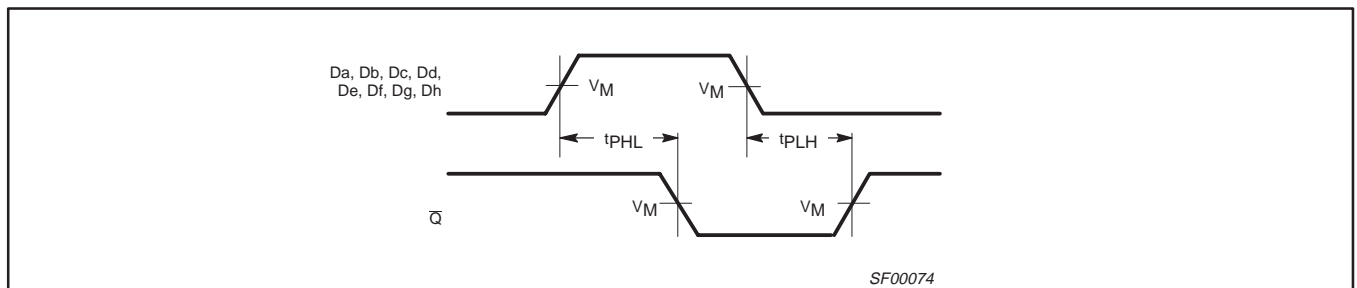 Da, Db, Dc, Dd,
De, Df, Dg, Dh
VM
VM
tPHL
tPLH
VM
VM
Q̅
SF00074